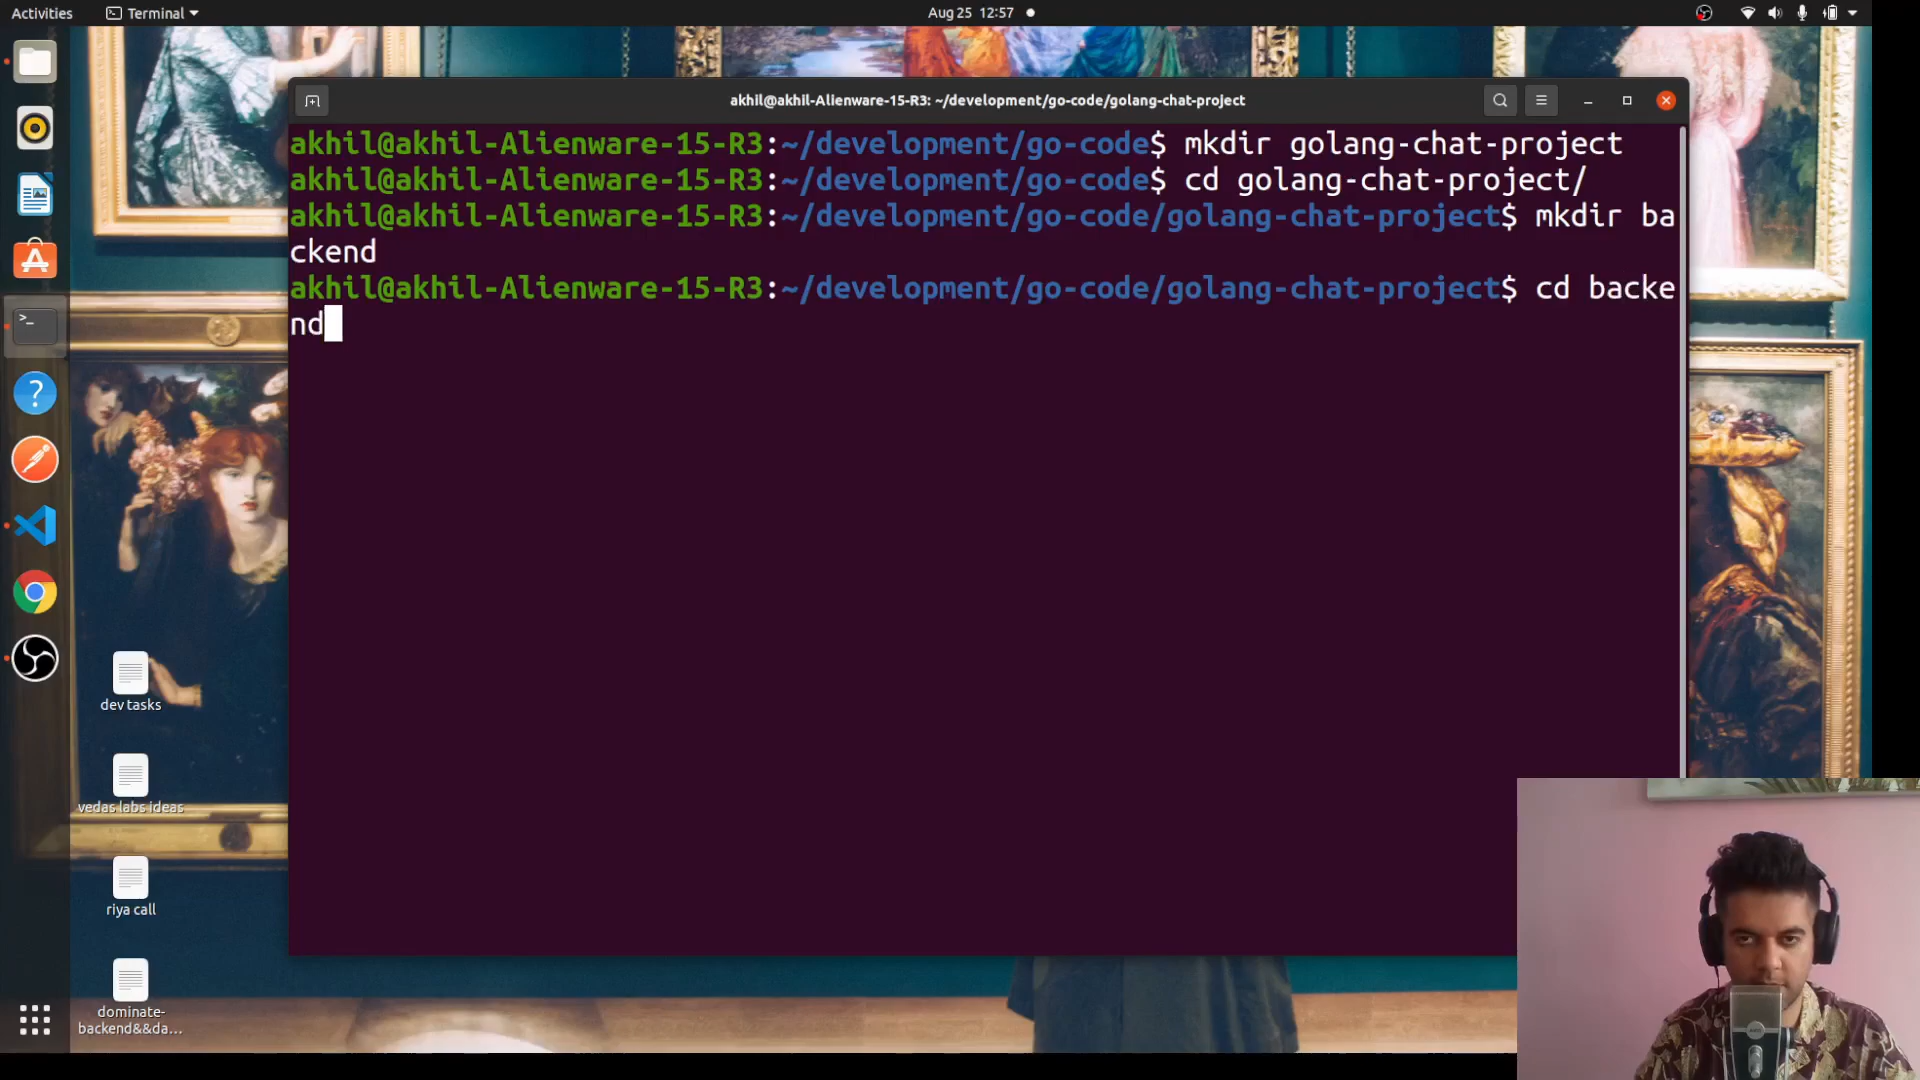 Activities
Terminal
Aug 25 12:57
akhil@akhil-Alienware-15-R3: ~/development/go-code/golang-chat-project
akhil@akhil-Alienware-15-R3:~/development/go-code$ mkdir golang-chat-project
akhil@akhil-Alienware-15-R3:~/development/go-code$ cd golang-chat-project/
akhil@akhil-Alienware-15-R3:~/development/go-code/golang-chat-project$ mkdir ba
ckend
akhil@akhil-Alienware-15-R3:~/development/go-code/golang-chat-project$ cd backe
nd
dev tasks
vedas labs ideas
riya call
dominate-
backend&&da...